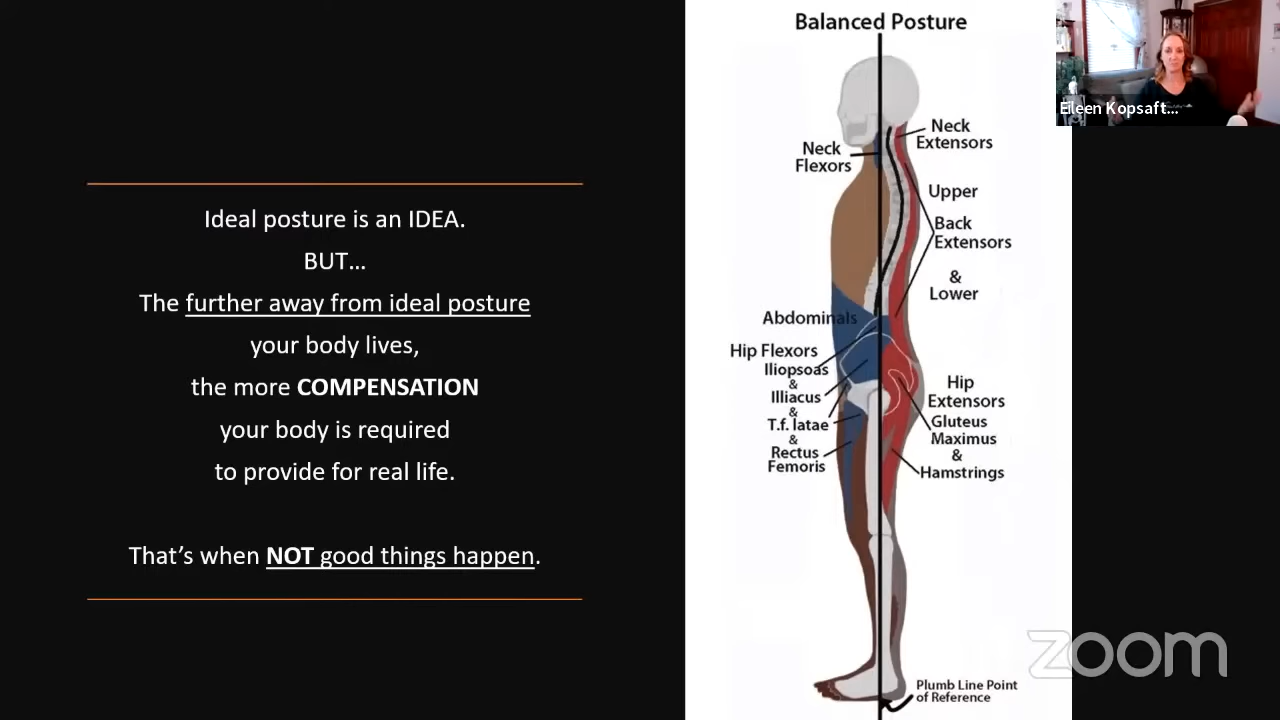 Ideal posture is an IDEA.
BUT...
The further away from ideal posture
your body lives,
the more COMPENSATION
your body is required
to provide for real life.
That's when NOT good things happen.
Balanced Posture
Neck
Flexors
Neck
Extensors
Upper
Back
Extensors
&
Lower
Abdominals
Hip Flexors
Iliopsoas
&
Illiacus
&
T.f. latae
&
Rectus
Femoris
Hip
Extensors
Gluteus
Maximus
&
Hamstrings
Plumb Line Point
of Reference
Eileen Kopsaft...
zoom